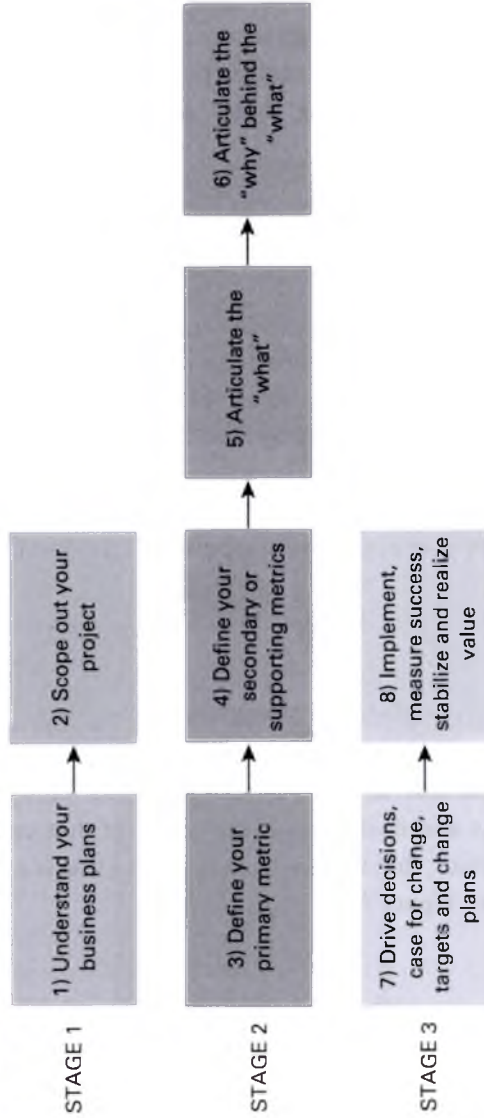 STAGE 1
1) Understand your
business plans
2) Scope out your
project
STAGE 2
3) Define your
primary metric
4) Define your
secondary or
supporting metrics
5) Articulate the
“what”
6) Articulate the
“why” behind the
“what”
STAGE 3
7) Drive decisions,
case for change,
targets and change
plans
8) Implement,
measure success,
stabilize and realize
value